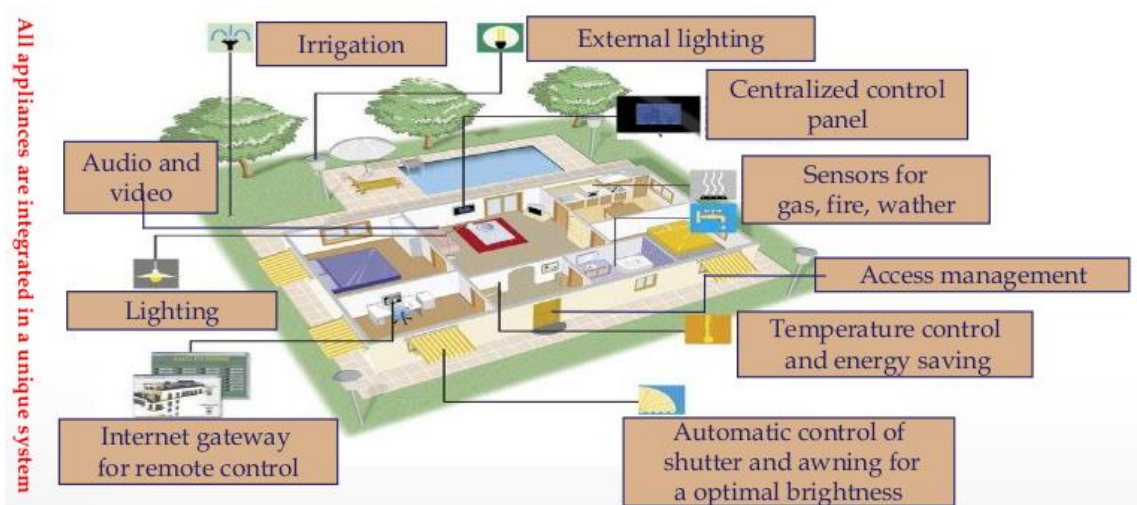 All appliances are integrated in a unique system
Irrigation
External lighting
Centralized control
panel
Audio and
video
Sensors for
gas, fire, wather
Access management
Lighting
Temperature control
and energy saving
Internet gateway
for remote control
Automatic control of
shutter and awning for
a optimal brightness